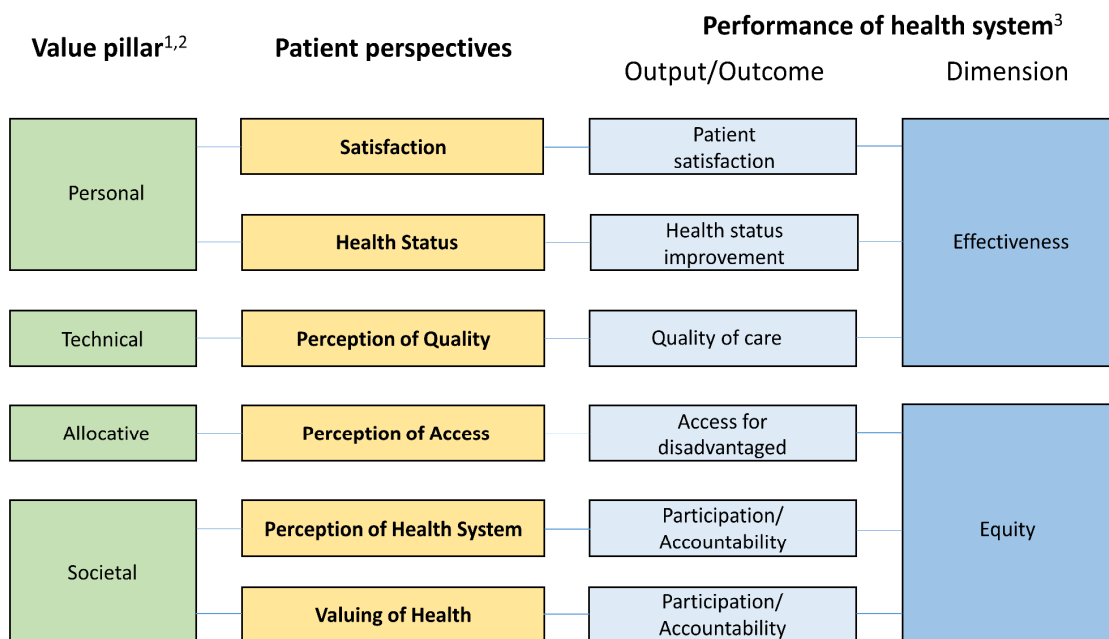 Performance of health system3
Value pillar1,2
Patient perspectives
Output/Outcome
Dimension
Personal
Satisfaction
Patient
satisfaction
Effectiveness
Health Status
Health status
improvement
Technical
Perception of Quality
Quality of care
Allocative
Perception of Access
Access for
disadvantaged
Equity
Societal
Perception of Health System
Participation/
Accountability
Valuing of Health
Participation/
Accountability